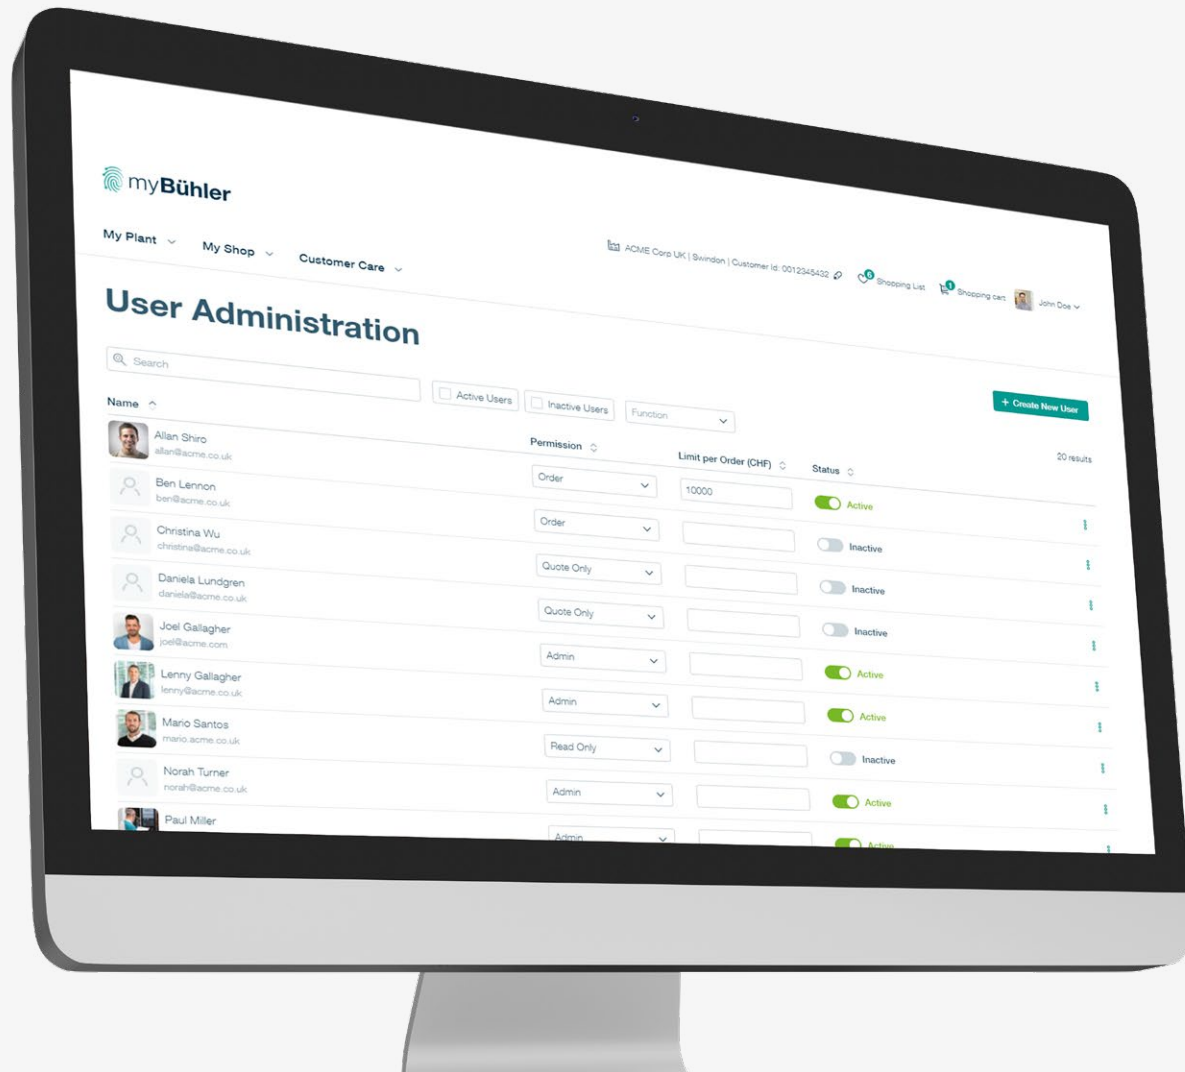 myBühler
My Plant My Shop Customer Care
ACME Corp UK | Swindon | Customer Id: 0012345432 6 Shopping List 1 Shopping cart John Doe
User Administration
Search Active Users Inactive Users Function + Create New User
20 results
Name Permission Limit per Order (CHF) Status
Allan Shiro Order 10000 Active
allan@acme.co.uk
Ben Lennon Order Inactive
ben@acme.co.uk
Christina Wu Quote Only Inactive
christina@acme.co.uk
Daniela Lundgren Quote Only Inactive
daniela@acme.co.uk
Joel Gallagher Admin Active
joel@acme.com
Lenny Gallagher Admin Active
lenny@acme.co.uk
Mario Santos Read Only Inactive
mario.acme.co.uk
Norah Turner Admin Active
norah@acme.co.uk
Paul Miller Admin Active